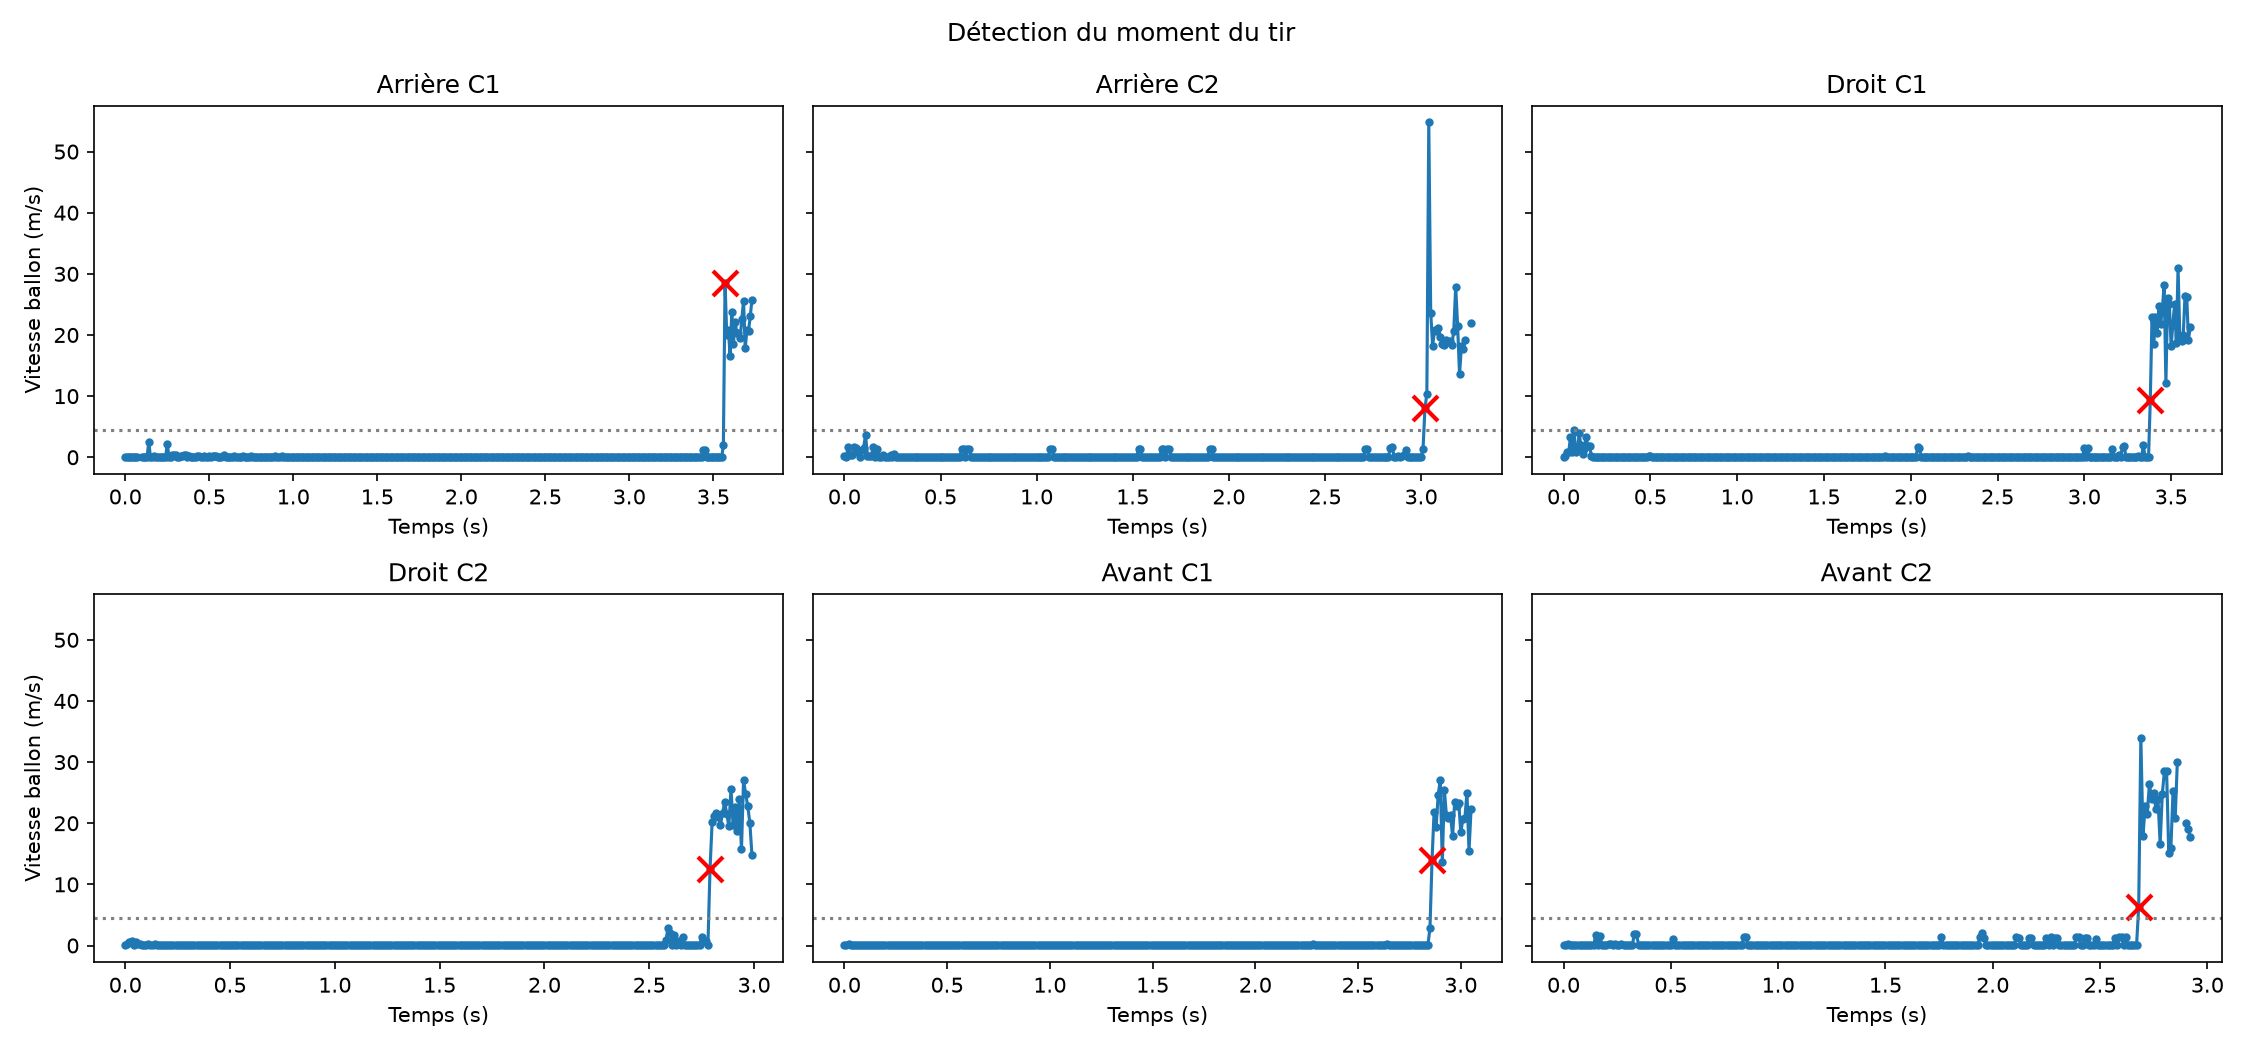 Détection du moment du tir
Arrière C1
Arrière C2
Droit C1
Vitesse ballon (m/s)
50
40
30
20
10
0
0.0 0.5 1.0 1.5 2.0 2.5 3.0 3.5
0.0 0.5 1.0 1.5 2.0 2.5 3.0
0.0 0.5 1.0 1.5 2.0 2.5 3.0 3.5
Temps (s)
Temps (s)
Temps (s)
Droit C2
Avant C1
Avant C2
Vitesse ballon (m/s)
50
40
30
20
10
0
0.0 0.5 1.0 1.5 2.0 2.5 3.0
0.0 0.5 1.0 1.5 2.0 2.5 3.0
0.0 0.5 1.0 1.5 2.0 2.5 3.0
Temps (s)
Temps (s)
Temps (s)